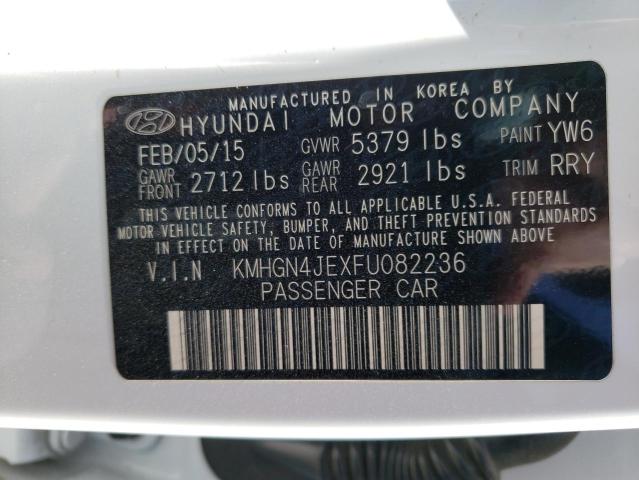 MANUFACTURED IN KOREA BY
HYUNDAI MOTOR COMPANY
FEB/05/15 GVWR 5379 lbs PAINT YW6
GAWR FRONT 2712 lbs GAWR REAR 2921 lbs TRIM RRY
THIS VEHICLE CONFORMS TO ALL APPLICABLE U.S.A. FEDERAL
MOTOR VEHICLE SAFETY, BUMPER, AND THEFT PREVENTION STANDARDS
IN EFFECT ON THE DATE OF MANUFACTURE SHOWN ABOVE
V.I.N KMHGN4JEXFU082236
PASSENGER CAR